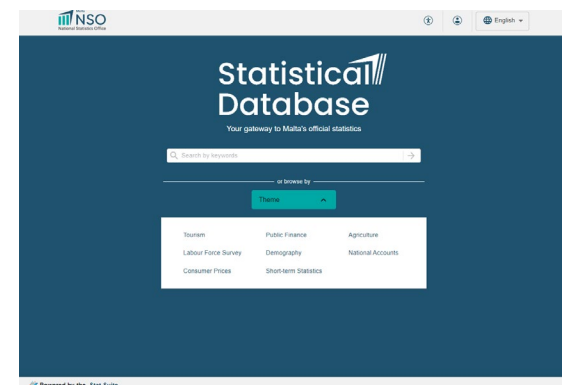 Malta
NSO
National Statistics Office
English
Statistical
Database
Your gateway to Malta's official statistics
Search by keywords
or browse by
Theme
Tourism
Public Finance
Agriculture
Labour Force Survey
Demography
National Accounts
Consumer Prices
Short-term Statistics
Powered by the .Stat Suite